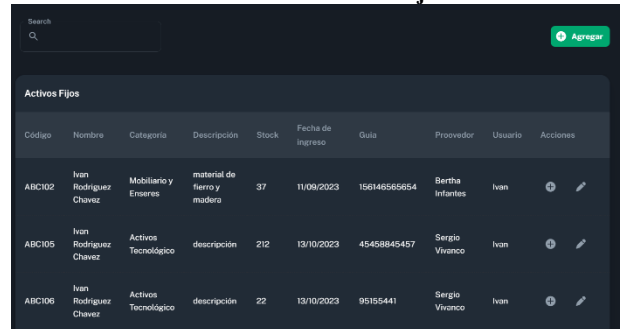 Search
Agregar
Activos Fijos
Código Nombre Categoría Descripción Stock Fecha de ingreso Guia Proovedor Usuario Acciones
ABC102 Ivan Rodriguez Chavez Mobiliario y Enseres material de fierro y madera 37 11/09/2023 156146565654 Bertha Infantes Ivan
ABC105 Ivan Rodriguez Chavez Activos Tecnológico descripción 212 13/10/2023 45458845457 Sergio Vivanco Ivan
ABC106 Ivan Rodriguez Chavez Activos Tecnológico descripción 22 13/10/2023 95155441 Sergio Vivanco Ivan